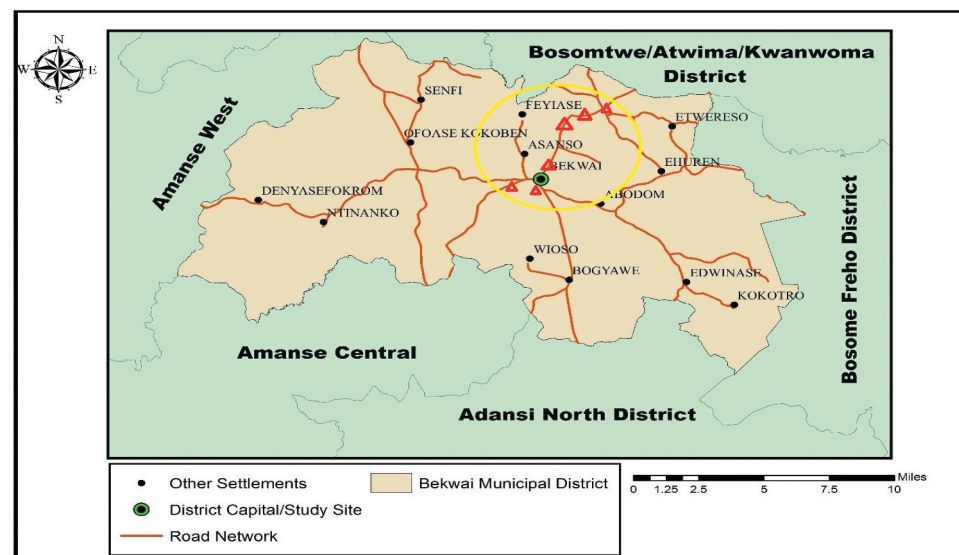 N
W E
S
Bosomtwe/Atwima/Kwanwoma
District
SENFI
FEYIASE
ETWERESO
OFOASE KOKOBEN
ASANSO
BEKWAI
EHUREN
Amanse West
DENYASEFOKROM
ABODOM
NTINANKO
Bosome Freho District
WIOSO
BOGYAWE
EDWINASE
KOKOTRO
Amanse Central
Adansi North District
Other Settlements
Bekwai Municipal District
District Capital/Study Site
Road Network
Miles
0 1.25 2.5 5 7.5 10